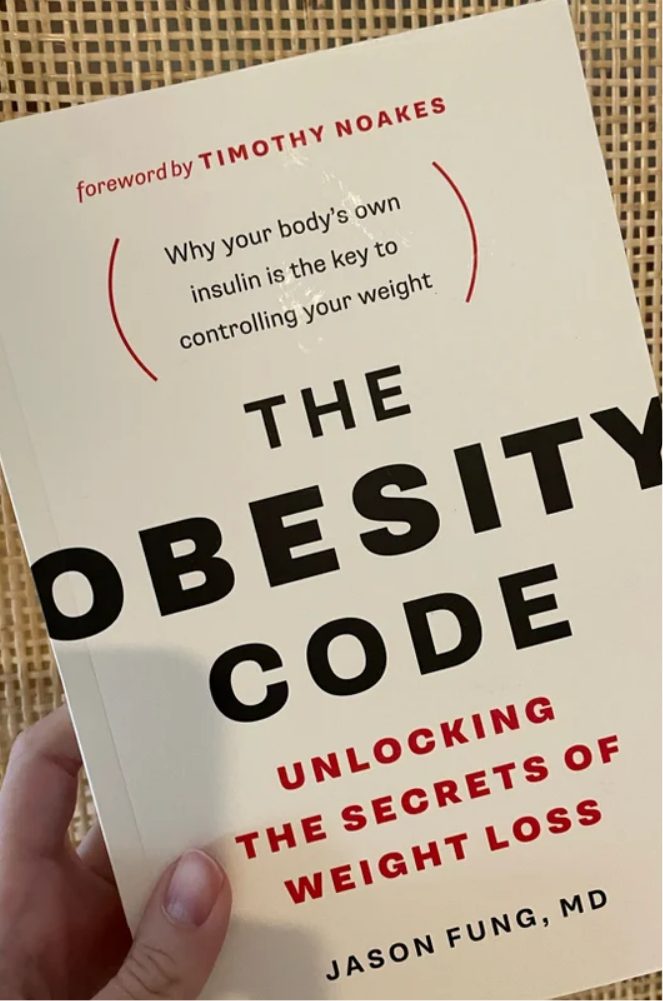 foreword by TIMOTHY NOAKES
Why your body's own
insulin is the key to
controlling your weight
THE
OBESITY
CODE
UNLOCKING
THE SECRETS OF
WEIGHT LOSS
JASON FUNG, MD